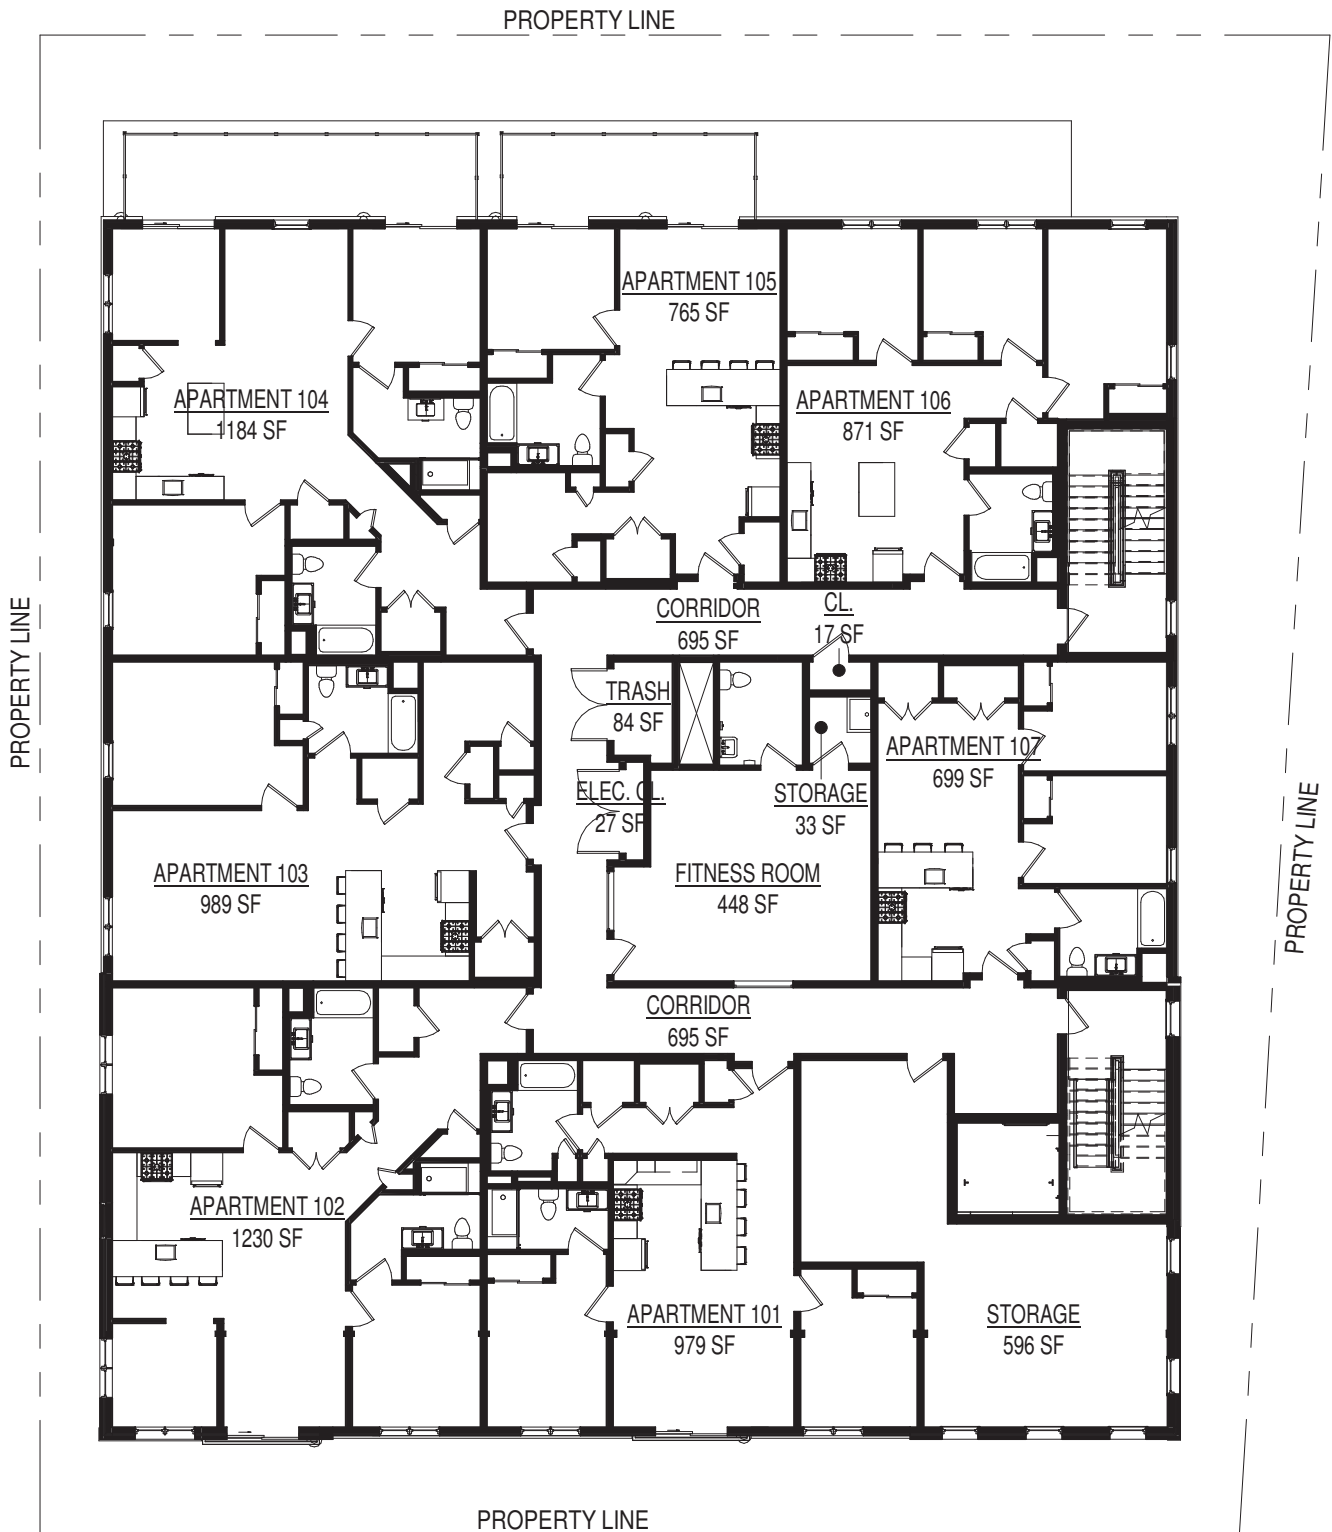 PROPERTY LINE
APARTMENT 105
765 SF
APARTMENT 104
1184 SF
APARTMENT 106
871 SF
CORRIDOR
695 SF
CL.
17 SF
PROPERTY LINE
TRASH
84 SF
APARTMENT 107
699 SF
ELEC. CL.
27 SF
STORAGE
33 SF
PROPERTY LINE
APARTMENT 103
989 SF
FITNESS ROOM
448 SF
CORRIDOR
695 SF
APARTMENT 102
1230 SF
APARTMENT 101
979 SF
STORAGE
596 SF
PROPERTY LINE